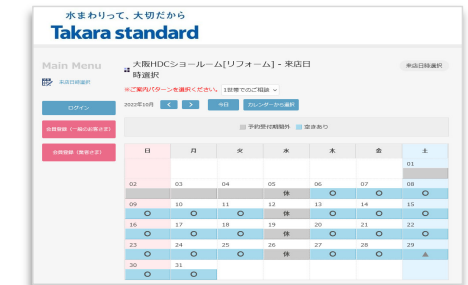 水まわりって、大切だから
Takara standard
Main Menu
来店日時選択
ログイン
会員登録（一般のお客さま）
会員登録（業者さま）
大阪HDCショールーム[リフォーム] - 来店日時選択
来店日時選択
※ご案内パターンを選択ください。 1世帯でのご相談
2022年10月 < > 今日 カレンダーから選択
予約受付期間外 空きあり
日 月 火 水 木 金 土
01
02 03 04 05 06 07 08
休 〇 〇 〇
09 10 11 12 13 14 15
〇 〇 〇 休 〇 〇 〇
16 17 18 19 20 21 22
〇 〇 〇 休 〇 〇 〇
23 24 25 26 27 28 29
〇 〇 〇 休 〇 〇 ▲
30 31
〇 〇